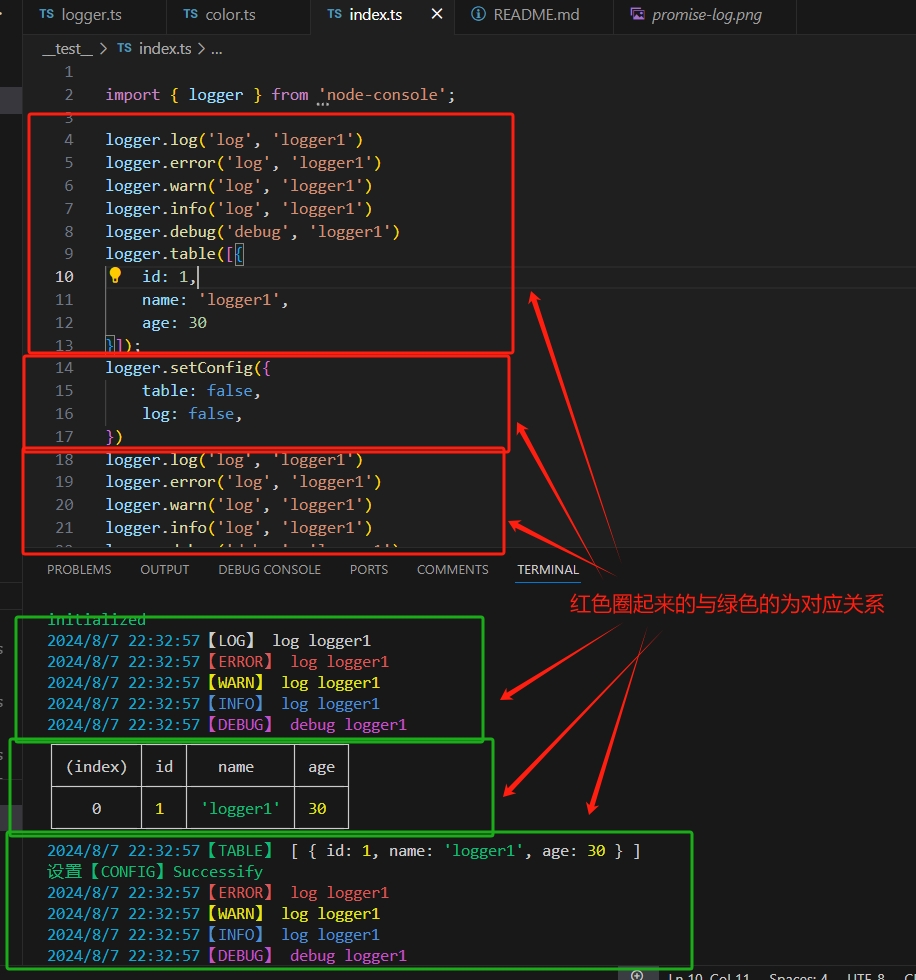 TS logger.ts TS color.ts TS index.ts × README.md promise-log.png
__test__ > TS index.ts > ...
1
2 import { logger } from 'node-console';
3
4 logger.log('log', 'logger1')
5 logger.error('log', 'logger1')
6 logger.warn('log', 'logger1')
7 logger.info('log', 'logger1')
8 logger.debug('debug', 'logger1')
9 logger.table([{
10 id: 1,
11 name: 'logger1',
12 age: 30
13 }]);
14 logger.setConfig({
15 table: false,
16 log: false,
17 })
18 logger.log('log', 'logger1')
19 logger.error('log', 'logger1')
20 logger.warn('log', 'logger1')
21 logger.info('log', 'logger1')
PROBLEMS OUTPUT DEBUG CONSOLE PORTS COMMENTS TERMINAL
红色圈起来的与绿色的为对应关系
initialized
2024/8/7 22:32:57【LOG】 log logger1
2024/8/7 22:32:57【ERROR】 log logger1
2024/8/7 22:32:57【WARN】 log logger1
2024/8/7 22:32:57【INFO】 log logger1
2024/8/7 22:32:57【DEBUG】 debug logger1
(index) id name age
0 1 'logger1' 30
2024/8/7 22:32:57【TABLE】 [ { id: 1, name: 'logger1', age: 30 } ]
设置【CONFIG】Successify
2024/8/7 22:32:57【ERROR】 log logger1
2024/8/7 22:32:57【WARN】 log logger1
2024/8/7 22:32:57【INFO】 log logger1
2024/8/7 22:32:57【DEBUG】 debug logger1
Ln 10, Col 11 Spaces: 4 UTF-8